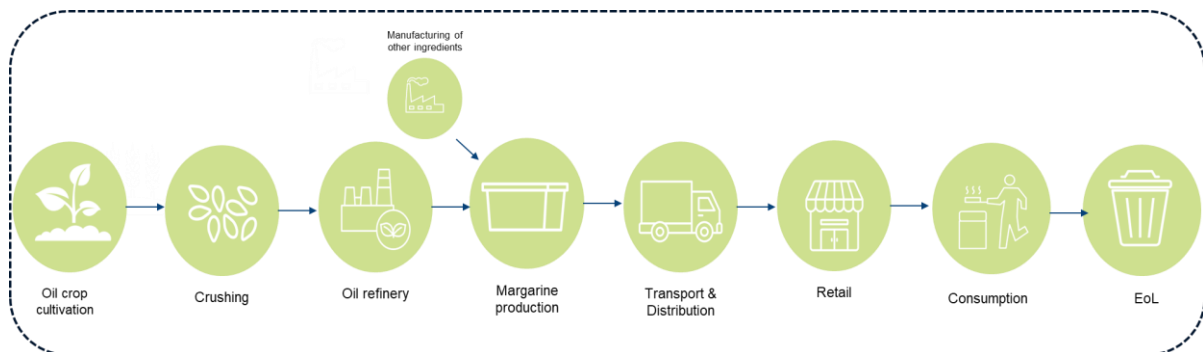 Manufacturing of
other ingredients
Oil crop
cultivation
Crushing
Oil refinery
Margarine
production
Transport &
Distribution
Retail
Consumption
EoL